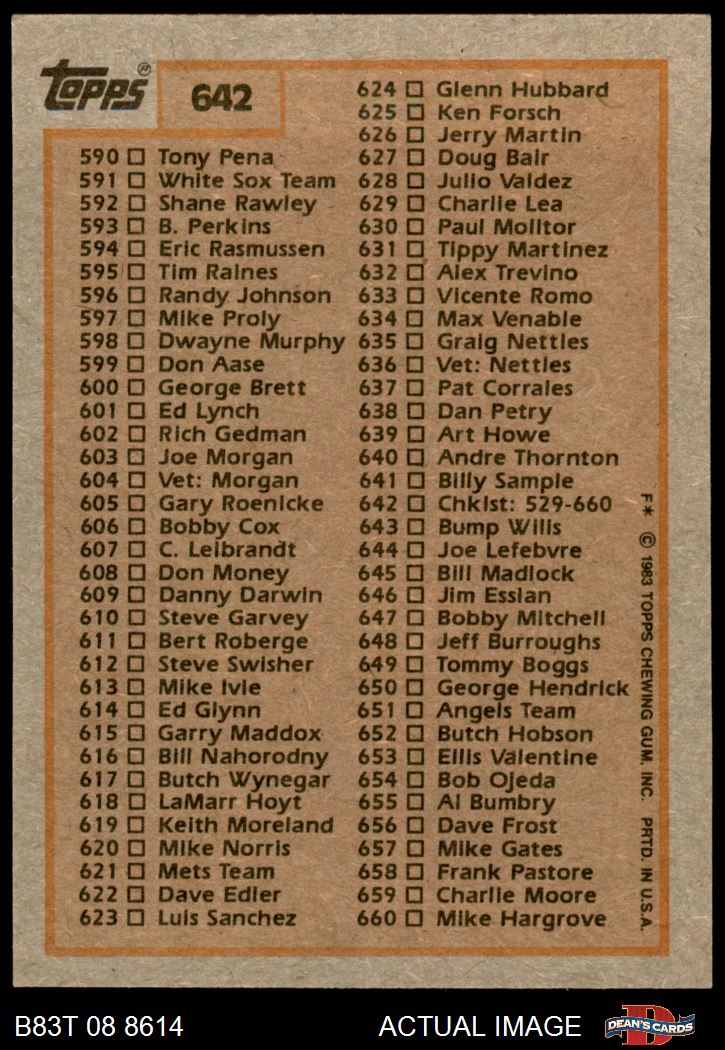 TOPPS®
642
590 □ Tony Pena
591 □ White Sox Team
592 □ Shane Rawley
593 □ B. Perkins
594 □ Eric Rasmussen
595 □ Tim Raines
596 □ Randy Johnson
597 □ Mike Proly
598 □ Dwayne Murphy
599 □ Don Aase
600 □ George Brett
601 □ Ed Lynch
602 □ Rich Gedman
603 □ Joe Morgan
604 □ Vet: Morgan
605 □ Gary Roenicke
606 □ Bobby Cox
607 □ C. Leibrandt
608 □ Don Money
609 □ Danny Darwin
610 □ Steve Garvey
611 □ Bert Roberge
612 □ Steve Swisher
613 □ Mike Ivie
614 □ Ed Glynn
615 □ Garry Maddox
616 □ Bill Nahorodny
617 □ Butch Wynegar
618 □ LaMarr Hoyt
619 □ Keith Moreland
620 □ Mike Norris
621 □ Mets Team
622 □ Dave Edler
623 □ Luis Sanchez
624 □ Glenn Hubbard
625 □ Ken Forsch
626 □ Jerry Martin
627 □ Doug Bair
628 □ Julio Valdez
629 □ Charlie Lea
630 □ Paul Molitor
631 □ Tippy Martinez
632 □ Alex Trevino
633 □ Vicente Romo
634 □ Max Venable
635 □ Graig Nettles
636 □ Vet: Nettles
637 □ Pat Corrales
638 □ Dan Petry
639 □ Art Howe
640 □ Andre Thornton
641 □ Billy Sample
642 □ Chklst: 529-660
643 □ Bump Wills
644 □ Joe Lefebvre
645 □ Bill Madlock
646 □ Jim Essian
647 □ Bobby Mitchell
648 □ Jeff Burroughs
649 □ Tommy Boggs
650 □ George Hendrick
651 □ Angels Team
652 □ Butch Hobson
653 □ Ellis Valentine
654 □ Bob Ojeda
655 □ Al Bumbry
656 □ Dave Frost
657 □ Mike Gates
658 □ Frank Pastore
659 □ Charlie Moore
660 □ Mike Hargrove
F* © 1983 TOPPS CHEWING GUM, INC. PRTD. IN U.S.A.
B83T 08 8614
ACTUAL IMAGE
D
DEAN'S CARDS